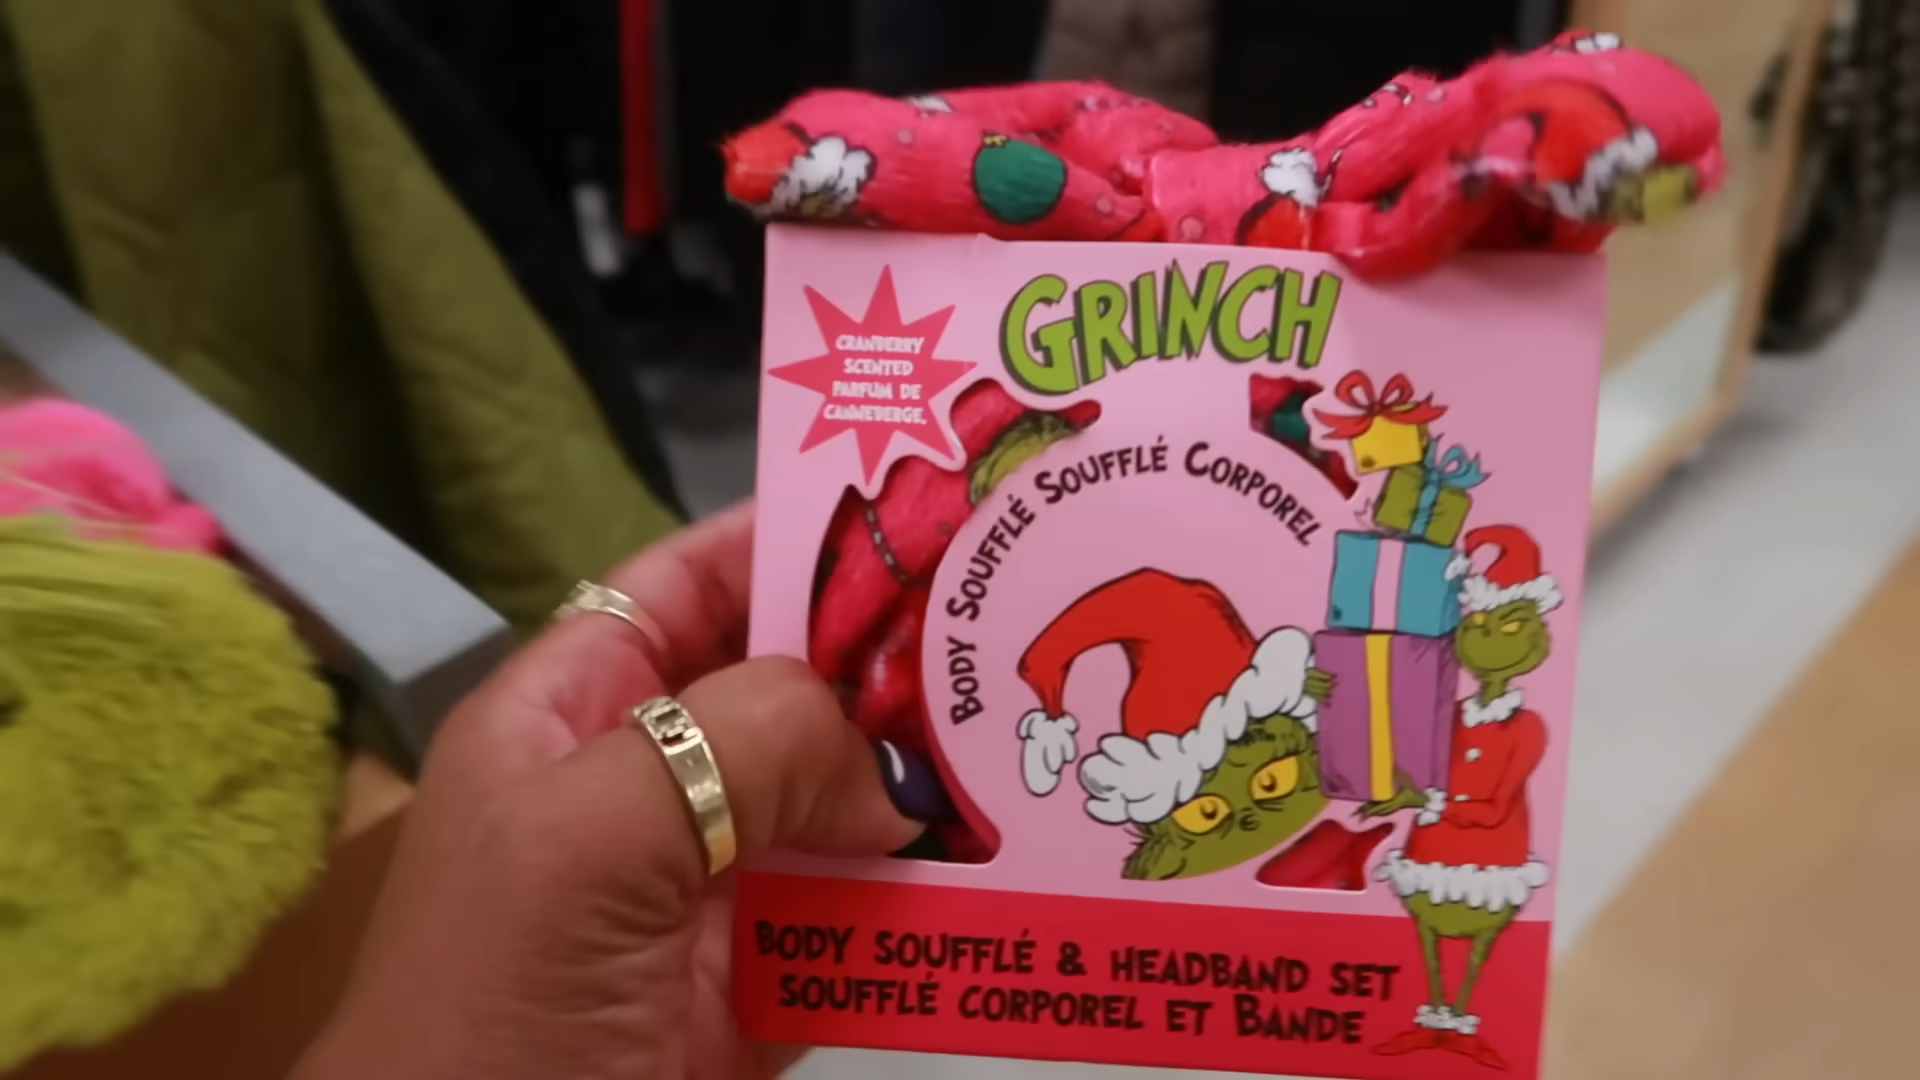 GRINCH
CRANBERRY
SCENTED
PARFUM DE
CANNEBERGE.
BODY SOUFFLÉ SOUFFLÉ CORPOREL
BODY SOUFFLÉ & HEADBAND SET
SOUFFLÉ CORPOREL ET BANDE